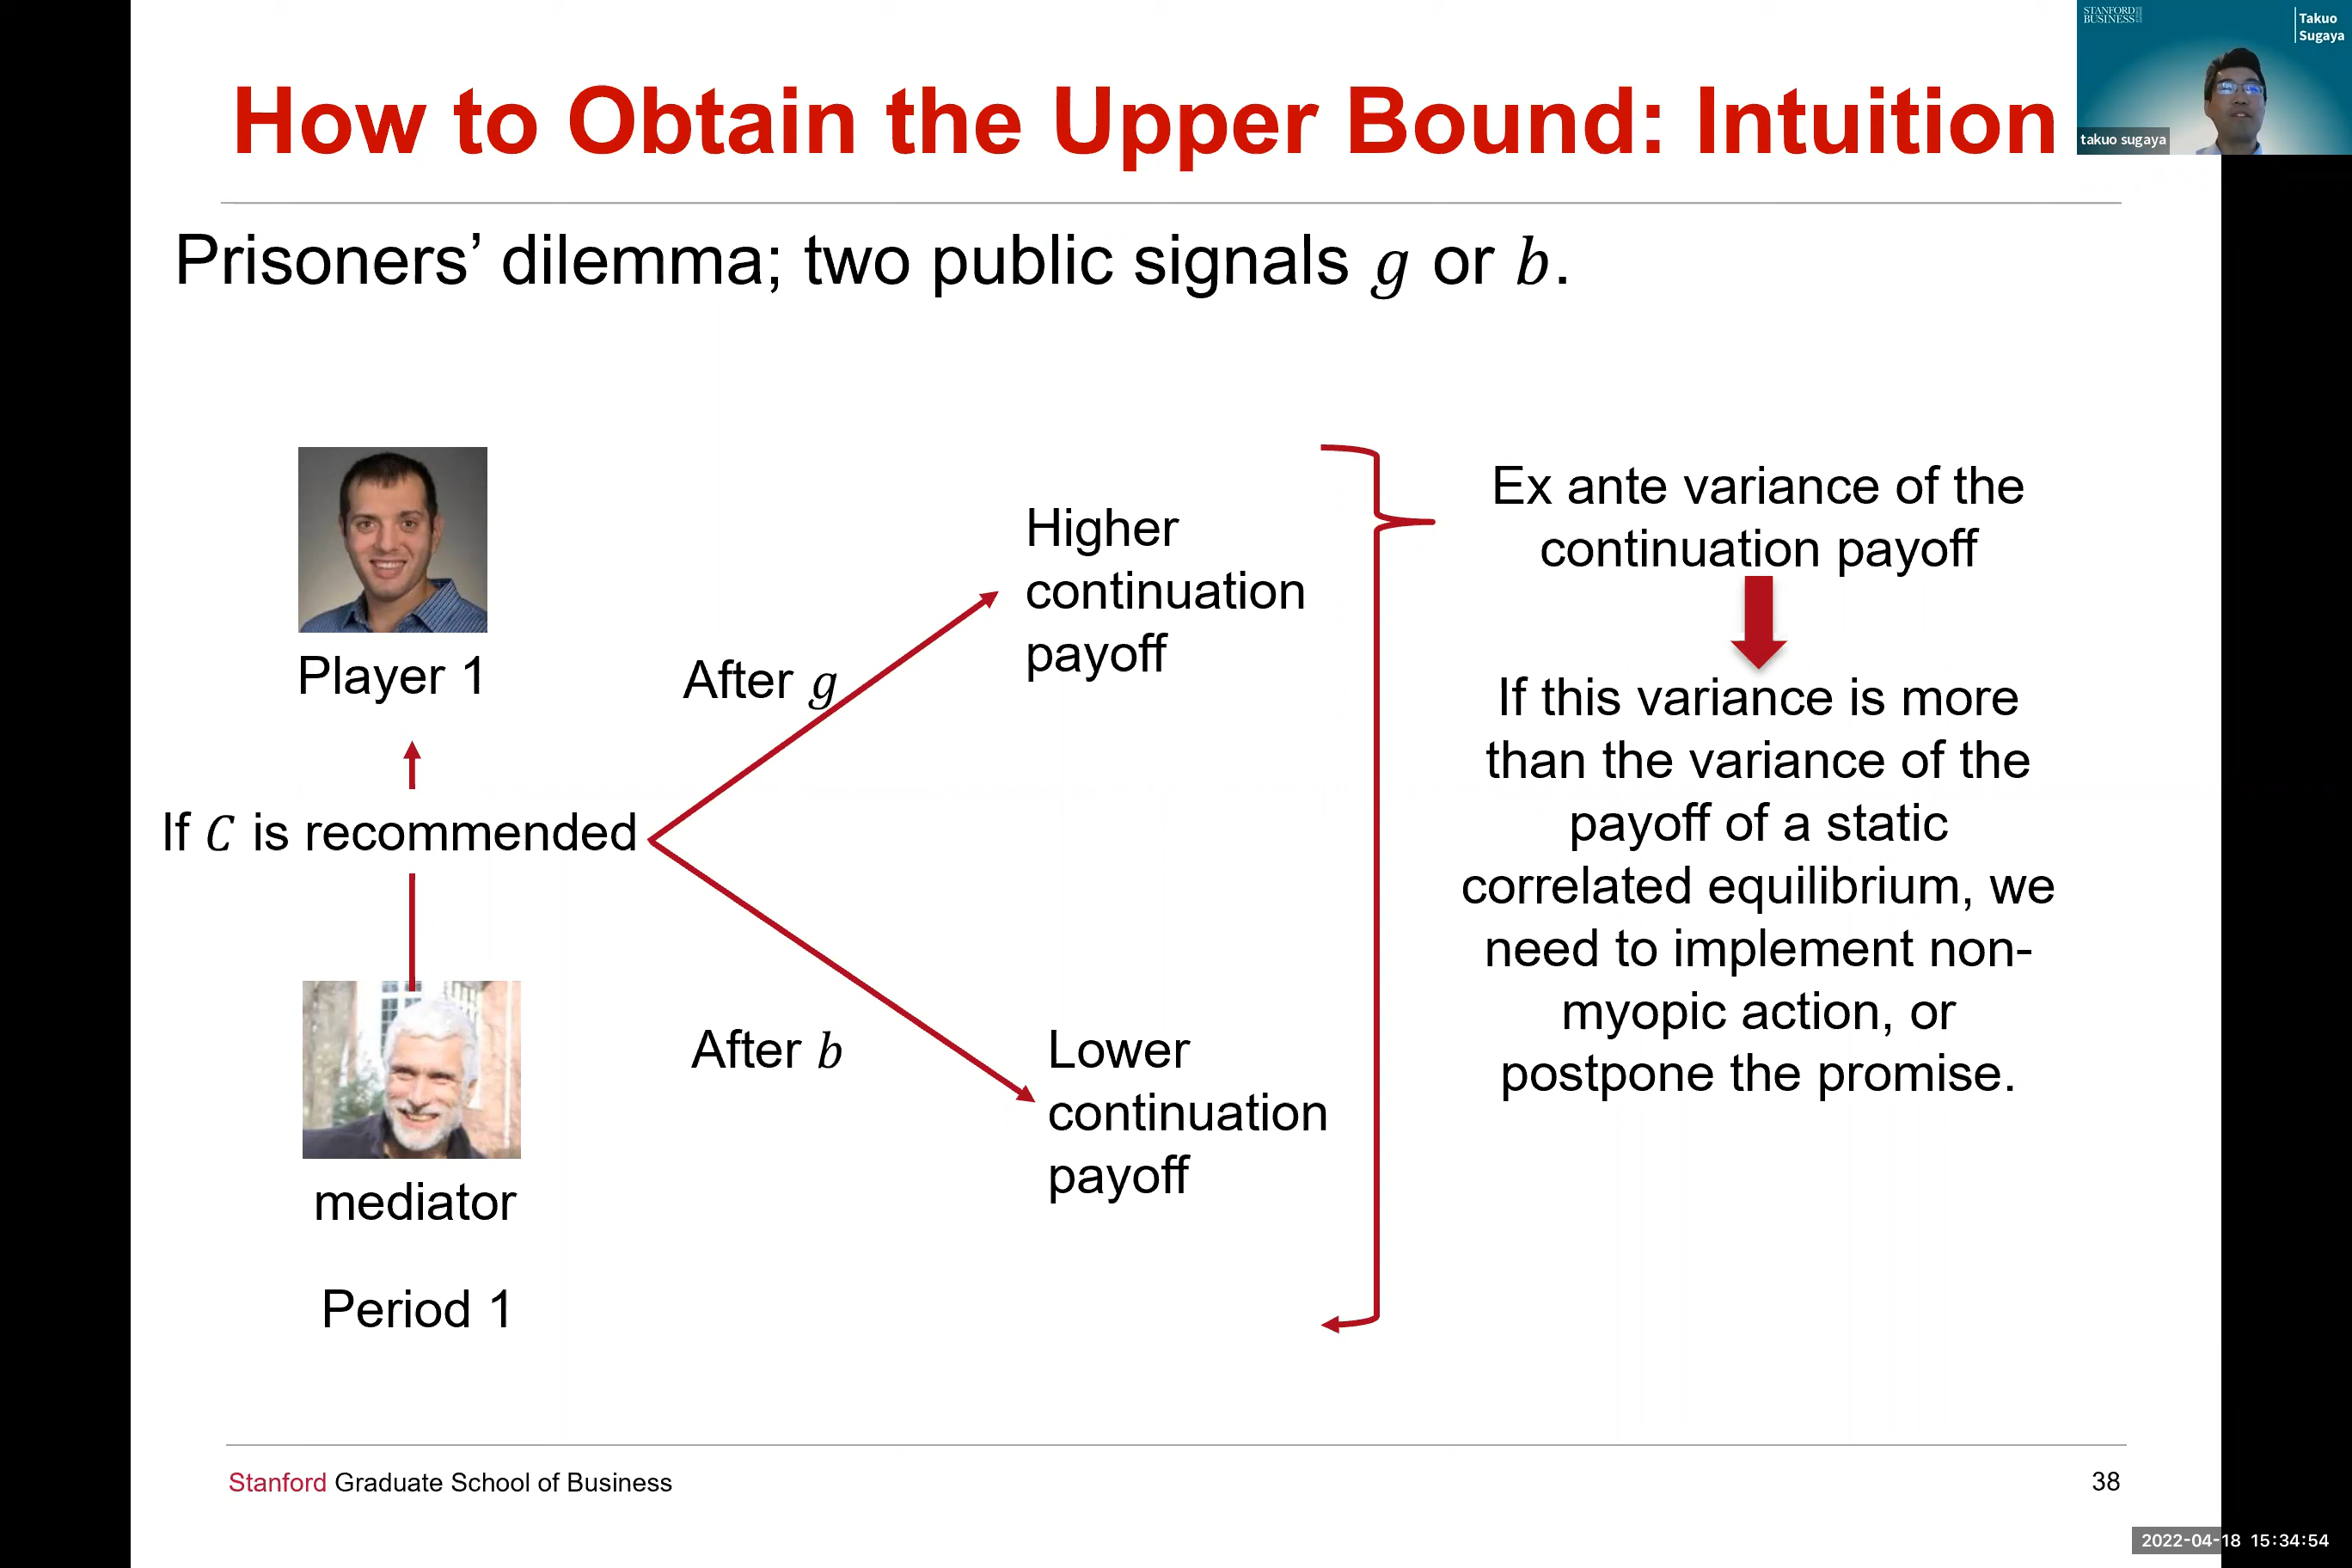 How to Obtain the Upper Bound: Intuition
STANFORD
BUSINESS
Takuo
Sugaya
takuo sugaya
Prisoners’ dilemma; two public signals g or b.
Player 1
If C is recommended
mediator
Period 1
After g
After b
Higher
continuation
payoff
Lower
continuation
payoff
Ex ante variance of the
continuation payoff
If this variance is more
than the variance of the
payoff of a static
correlated equilibrium, we
need to implement non-
myopic action, or
postpone the promise.
Stanford Graduate School of Business
38
2022-04-18 15:34:54